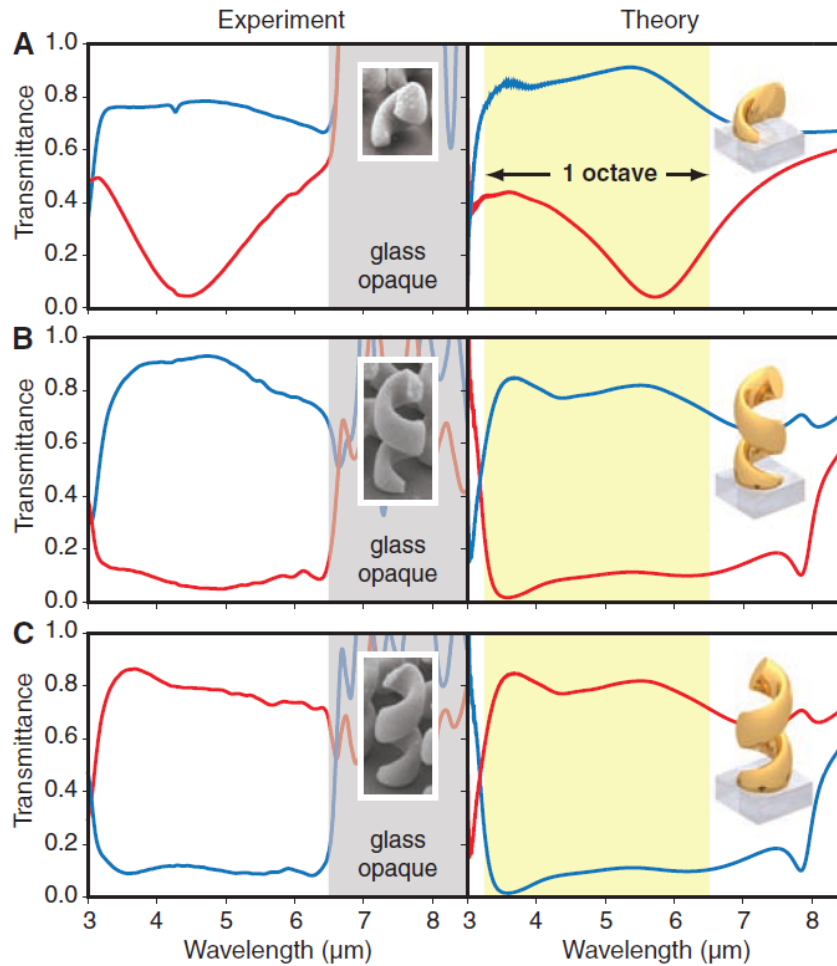 Experiment Theory
A
1.0
0.8
0.6
0.4
0.2
0.0
Transmittance
glass
opaque
1 octave
B
1.0
0.8
0.6
0.4
0.2
0.0
Transmittance
glass
opaque
C
1.0
0.8
0.6
0.4
0.2
0.0
Transmittance
glass
opaque
3 4 5 6 7 8 3 4 5 6 7 8
Wavelength (μm) Wavelength (μm)